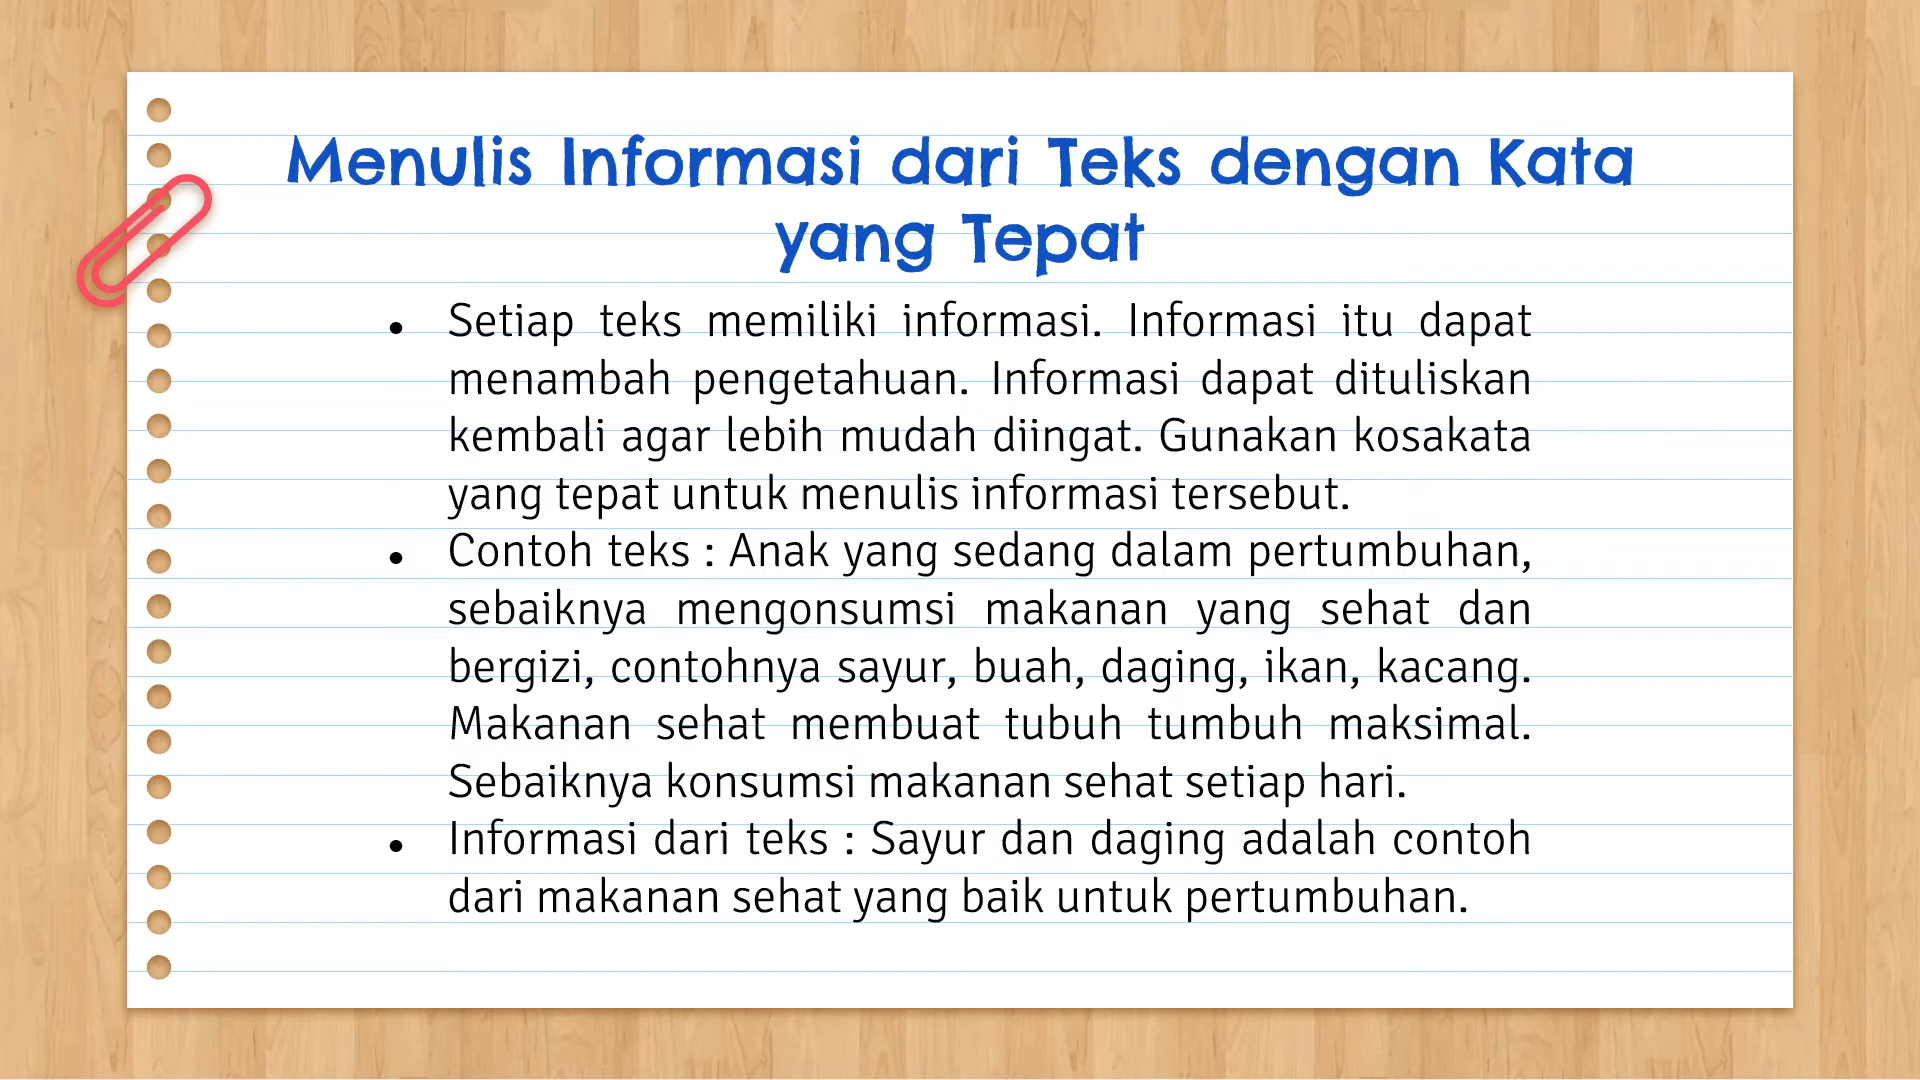 Menulis Informasi dari Teks dengan Kata
yang Tepat
• Setiap teks memiliki informasi. Informasi itu dapat
menambah pengetahuan. Informasi dapat dituliskan
kembali agar lebih mudah diingat. Gunakan kosakata
yang tepat untuk menulis informasi tersebut.
• Contoh teks : Anak yang sedang dalam pertumbuhan,
sebaiknya mengonsumsi makanan yang sehat dan
bergizi, contohnya sayur, buah, daging, ikan, kacang.
Makanan sehat membuat tubuh tumbuh maksimal.
Sebaiknya konsumsi makanan sehat setiap hari.
• Informasi dari teks : Sayur dan daging adalah contoh
dari makanan sehat yang baik untuk pertumbuhan.